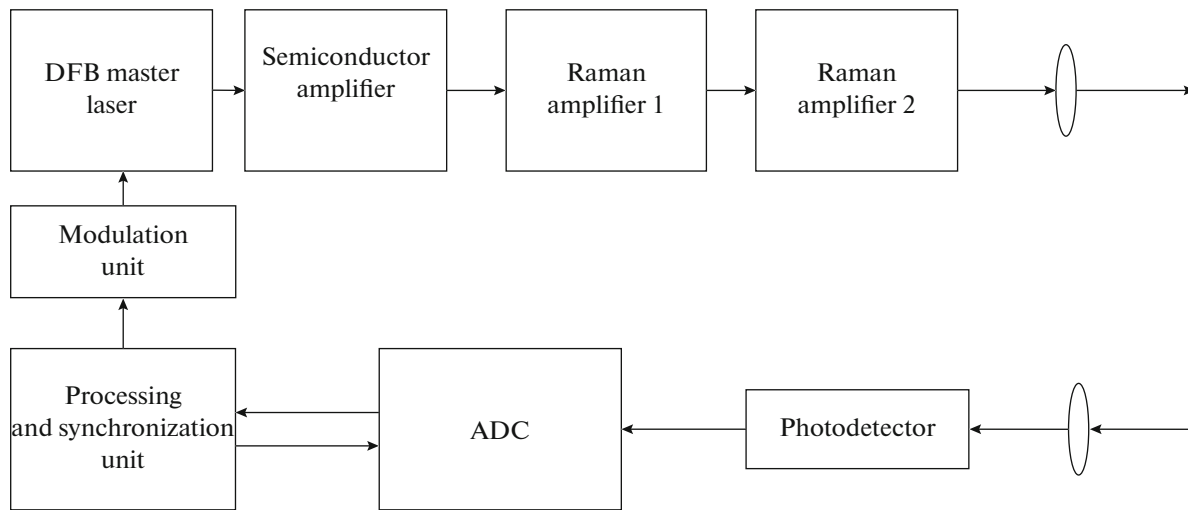 DFB master
laser
Semiconductor
amplifier
Raman
amplifier 1
Raman
amplifier 2
Modulation
unit
Processing
and synchronization
unit
ADC
Photodetector